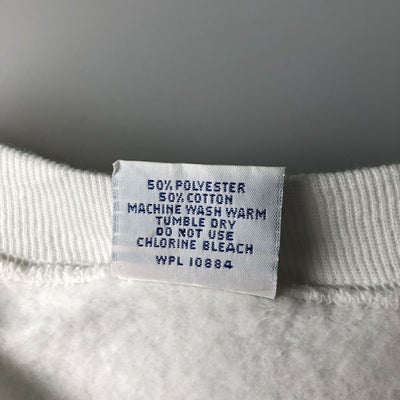 50% POLYESTER
50% COTTON
MACHINE WASH WARM
TUMBLE DRY
DO NOT USE
CHLORINE BLEACH
WPL 10884